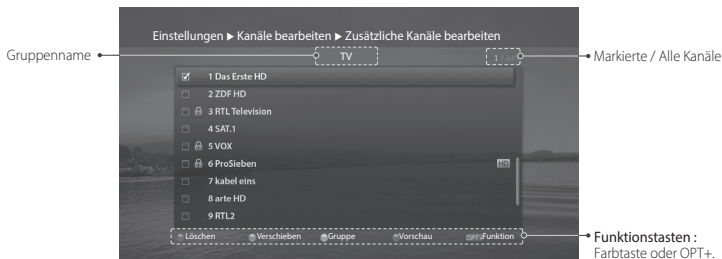 Einstellungen ▶ Kanäle bearbeiten ▶ Zusätzliche Kanäle bearbeiten
Gruppenname
TV
Markierte / Alle Kanäle
1 Das Erste HD
2 ZDF HD
3 RTL Television
4 SAT.1
5 VOX
6 ProSieben HD
7 kabel eins
8 arte HD
9 RTL2
Löschen Verschieben Gruppe Vorschau OPT+ Funktion
Funktionstasten :
Farbtaste oder OPT+.